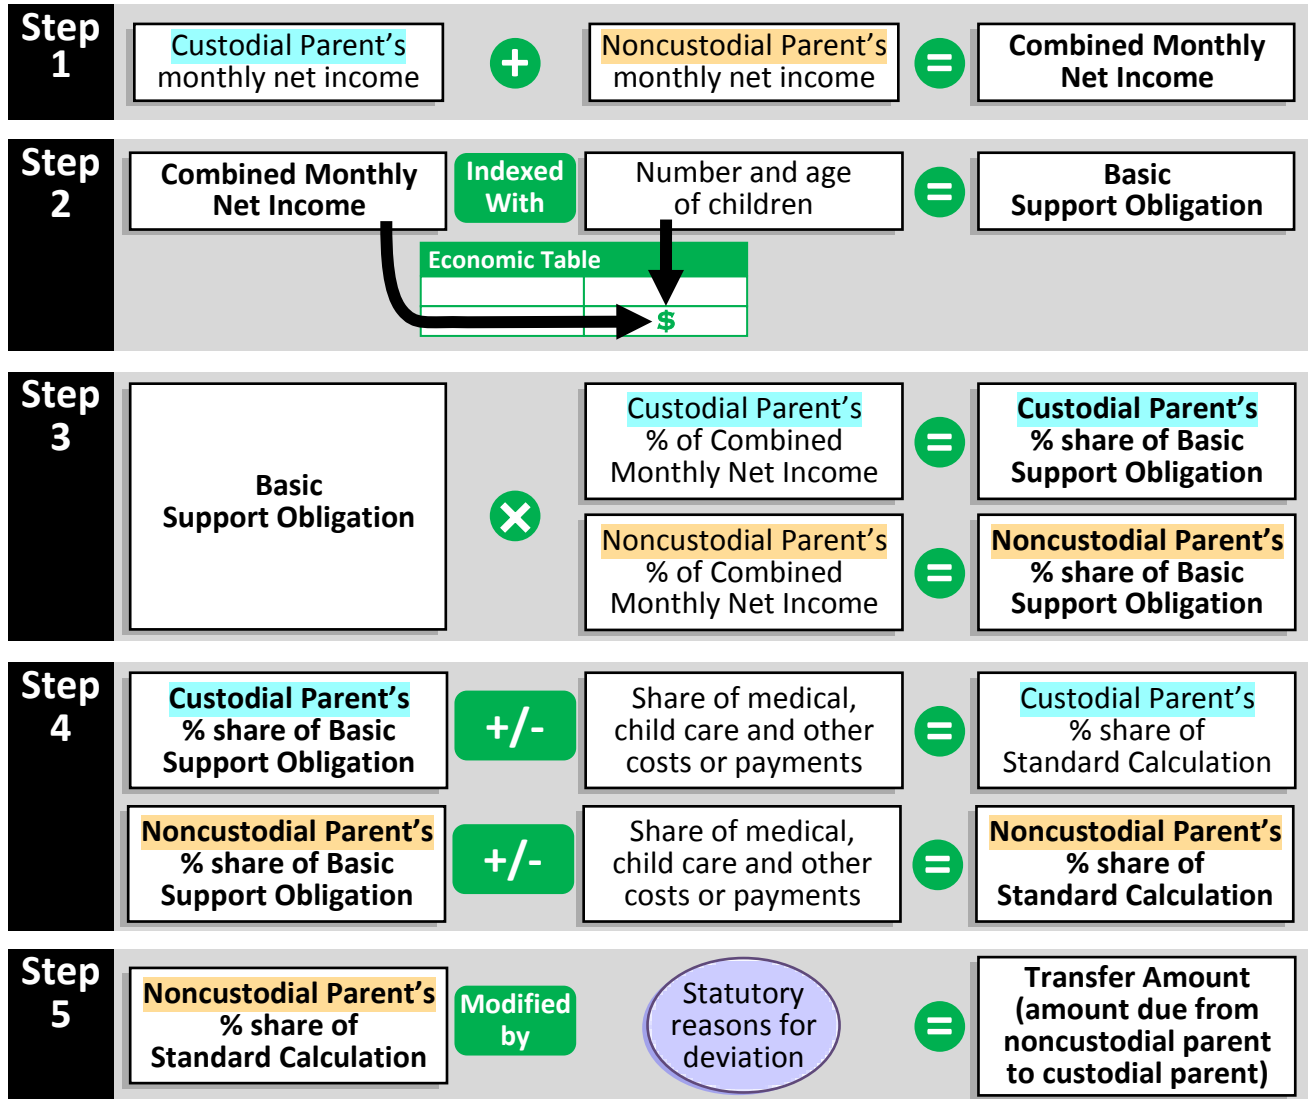 Step
1
Custodial Parent's
monthly net income
+
Noncustodial Parent's
monthly net income
=
Combined Monthly
Net Income
Step
2
Combined Monthly
Net Income
Indexed
With
Number and age
of children
=
Basic
Support Obligation
Economic Table
$
Step
3
Basic
Support Obligation
×
Custodial Parent's
% of Combined
Monthly Net Income
=
Custodial Parent's
% share of Basic
Support Obligation
Noncustodial Parent's
% of Combined
Monthly Net Income
=
Noncustodial Parent's
% share of Basic
Support Obligation
Step
4
Custodial Parent's
% share of Basic
Support Obligation
+/-
Share of medical,
child care and other
costs or payments
=
Custodial Parent's
% share of
Standard Calculation
Noncustodial Parent's
% share of Basic
Support Obligation
+/-
Share of medical,
child care and other
costs or payments
=
Noncustodial Parent's
% share of
Standard Calculation
Step
5
Noncustodial Parent's
% share of
Standard Calculation
Modified
by
Statutory
reasons for
deviation
=
Transfer Amount
(amount due from
noncustodial parent
to custodial parent)